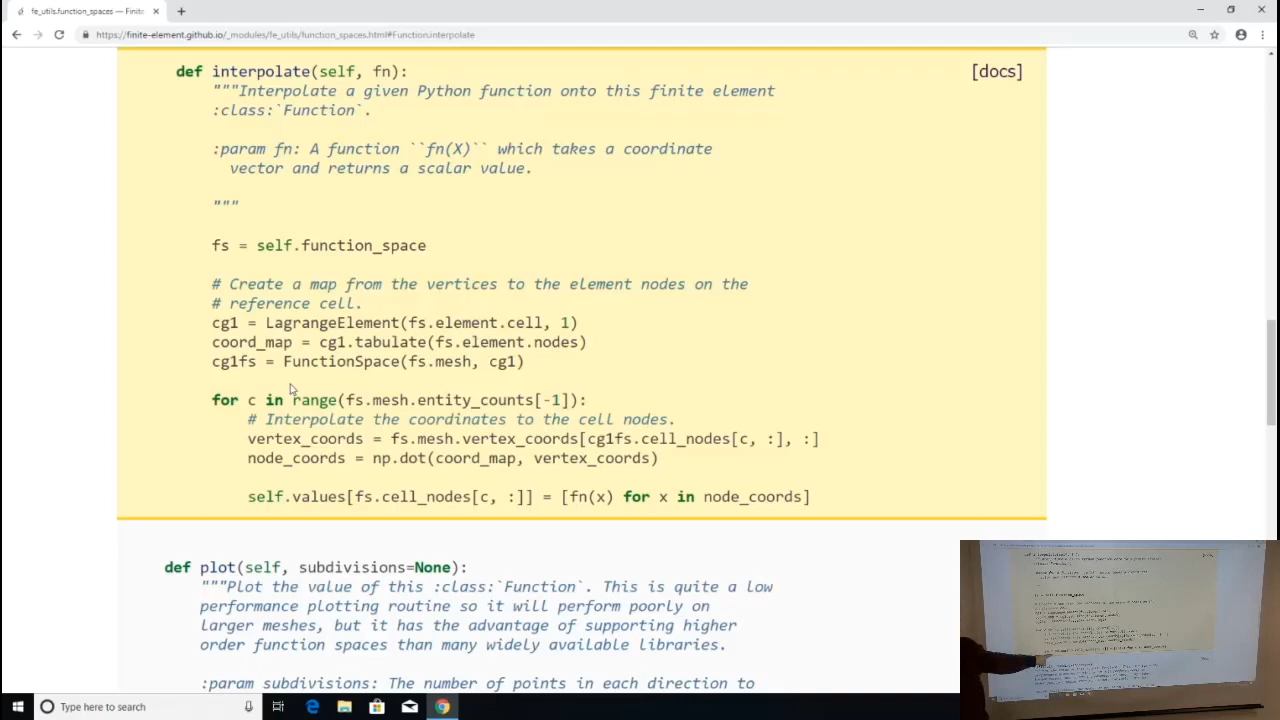 fe_utils.function_spaces — Finite
https://finite-element.github.io/_modules/fe_utils/function_spaces.html#Function.interpolate
def interpolate(self, fn): [docs]
"""Interpolate a given Python function onto this finite element
:class:`Function`.
:param fn: A function ``fn(X)`` which takes a coordinate
vector and returns a scalar value.
"""
fs = self.function_space
# Create a map from the vertices to the element nodes on the
# reference cell.
cg1 = LagrangeElement(fs.element.cell, 1)
coord_map = cg1.tabulate(fs.element.nodes)
cg1fs = FunctionSpace(fs.mesh, cg1)
for c in range(fs.mesh.entity_counts[-1]):
# Interpolate the coordinates to the cell nodes.
vertex_coords = fs.mesh.vertex_coords[cg1fs.cell_nodes[c, :], :]
node_coords = np.dot(coord_map, vertex_coords)
self.values[fs.cell_nodes[c, :]] = [fn(x) for x in node_coords]
def plot(self, subdivisions=None):
"""Plot the value of this :class:`Function`. This is quite a low
performance plotting routine so it will perform poorly on
larger meshes, but it has the advantage of supporting higher
order function spaces than many widely available libraries.
:param subdivisions: The number of points in each direction to
Type here to search